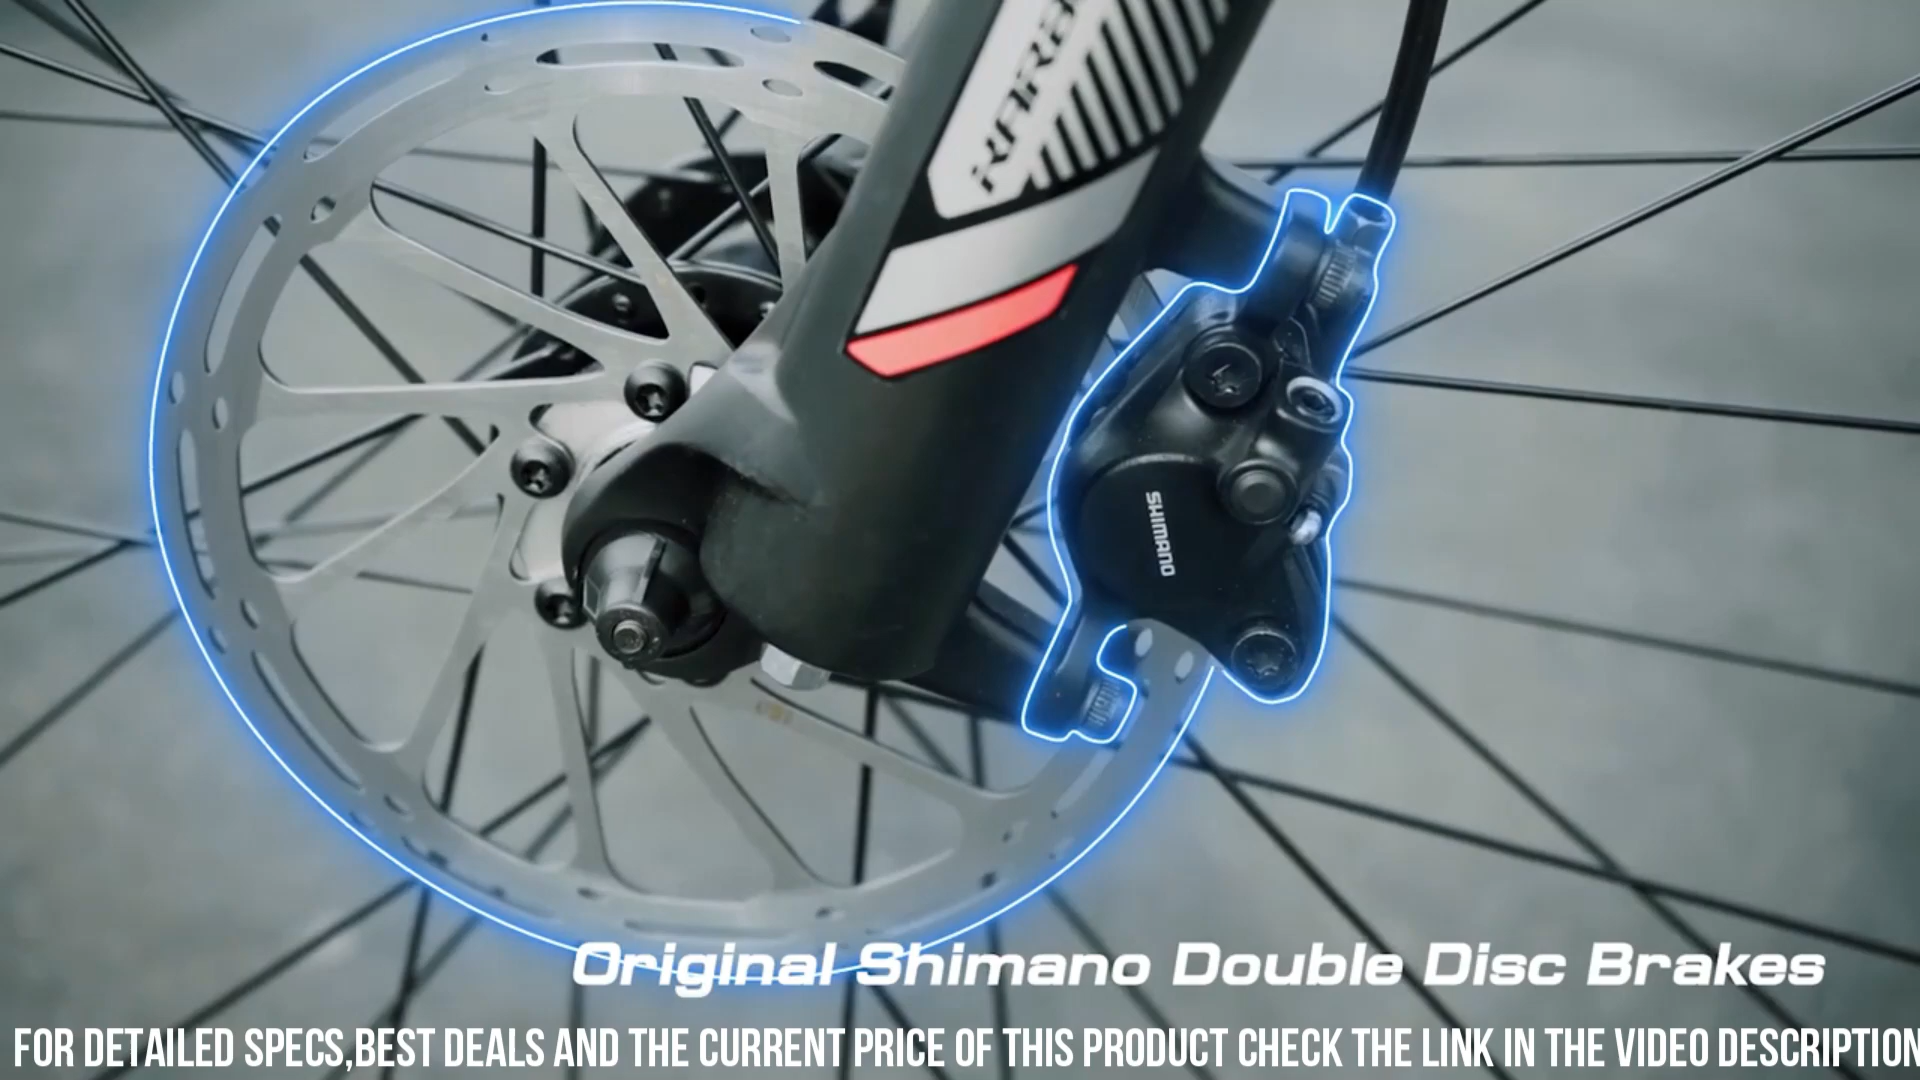 SHIMANO
Original Shimano Double Disc Brakes
FOR DETAILED SPECS,BEST DEALS AND THE CURRENT PRICE OF THIS PRODUCT CHECK THE LINK IN THE VIDEO DESCRIPTION